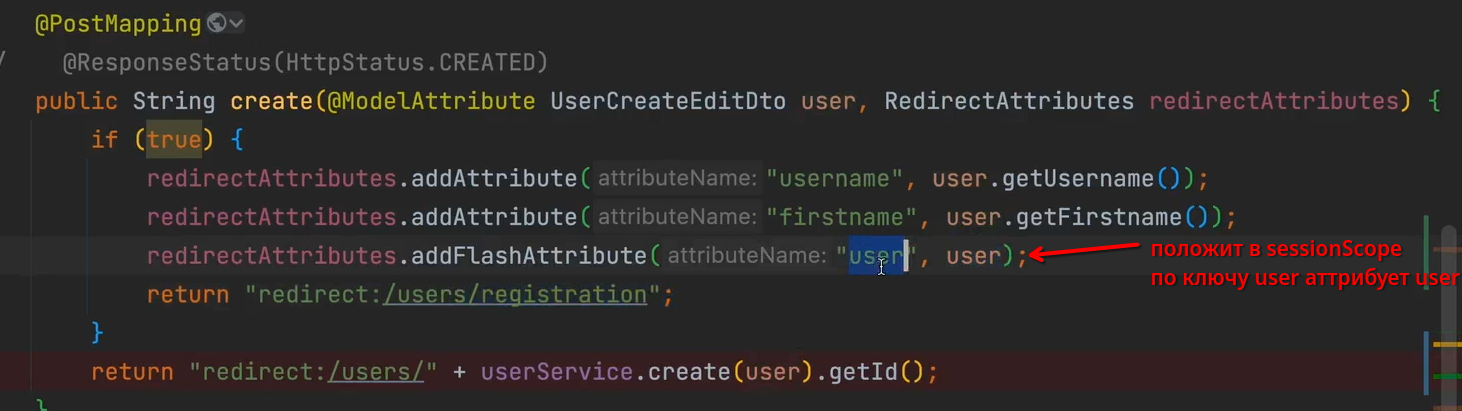 @PostMapping
/ @ResponseStatus(HttpStatus.CREATED)
public String create(@ModelAttribute UserCreateEditDto user, RedirectAttributes redirectAttributes) {
if (true) {
redirectAttributes.addAttribute( attributeName: "username", user.getUsername());
redirectAttributes.addAttribute( attributeName: "firstname", user.getFirstname());
redirectAttributes.addFlashAttribute( attributeName: "user", user);
положит в sessionScope
по ключу user аттрибует user
return "redirect:/users/registration";
}
return "redirect:/users/" + userService.create(user).getId();
}